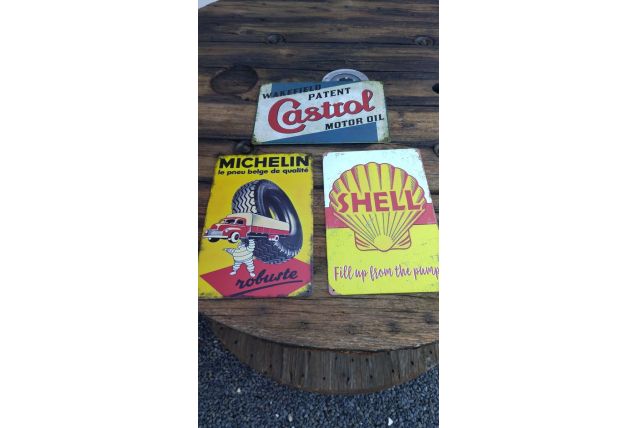 WAKEFIELD
PATENT
Castrol
MOTOR OIL
MICHELIN
le pneu belge de qualité
robuste
SHELL
Fill up from the pump